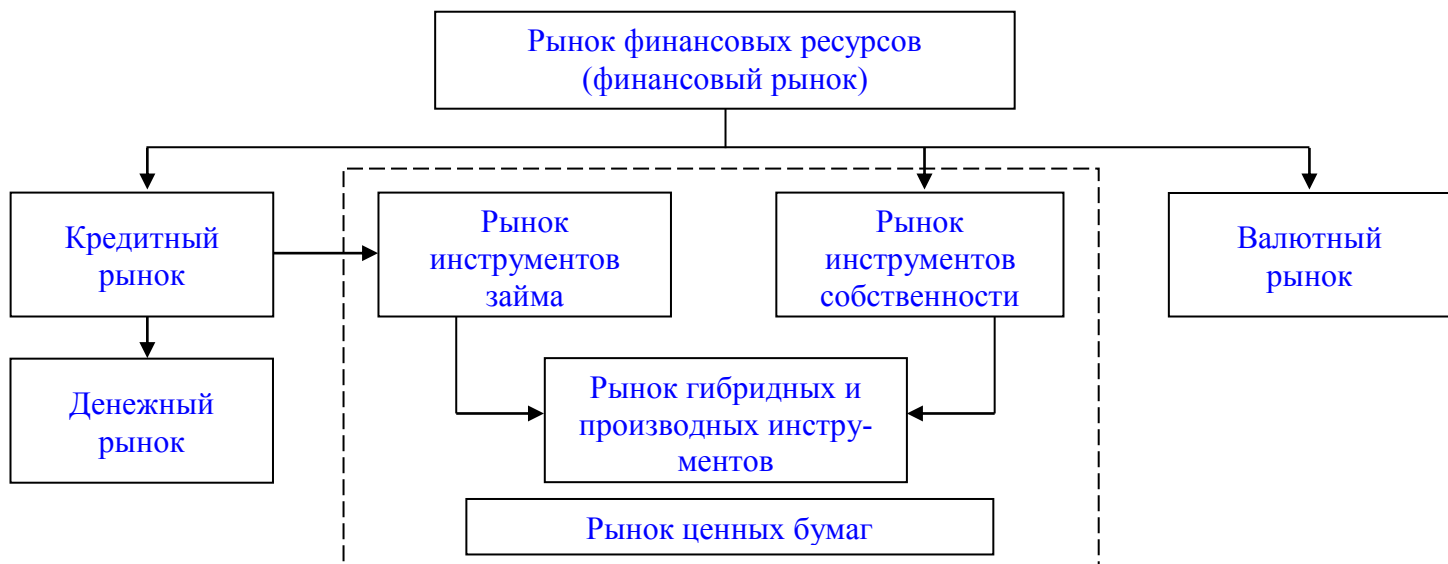 Рынок финансовых ресурсов
(финансовый рынок)
Кредитный
рынок
Рынок
инструментов
займа
Рынок
инструментов
собственности
Валютный
рынок
Денежный
рынок
Рынок гибридных и
производных инстру-
ментов
Рынок ценных бумаг